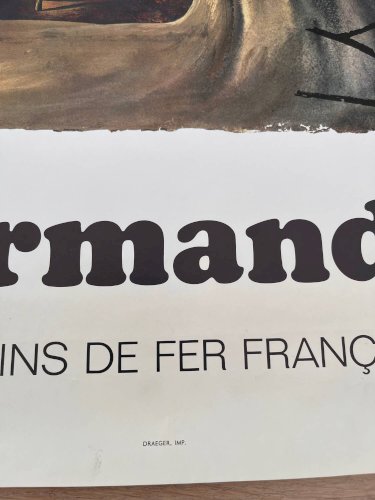 rmand
INS DE FER FRANÇ
DRAEGER, IMP.